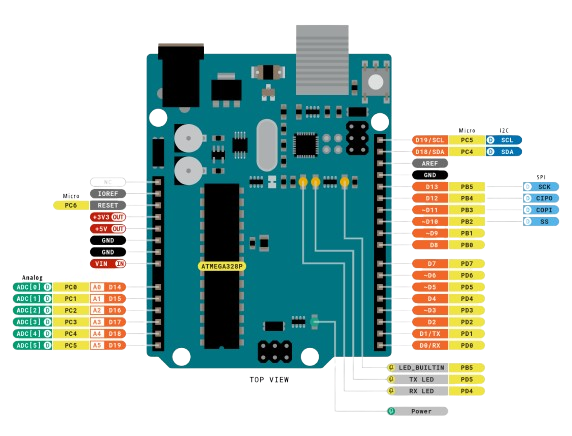 NC
IOREF
Micro
PC6 RESET
+3V3 OUT
+5V OUT
GND
GND
VIN IN
Analog
ADC[0] D PC0 A0 D14
ADC[1] D PC1 A1 D15
ADC[2] D PC2 A2 D16
ADC[3] D PC3 A3 D17
ADC[4] D PC4 A4 D18
ADC[5] D PC5 A5 D19
ATMEGA328P
TOP VIEW
Micro I2C
D19/SCL PC5 D SCL
D18/SDA PC4 D SDA
AREF
GND
SPI
D13 PB5 SCK
D12 PB4 CIPO
~D11 PB3 COPI
~D10 PB2 SS
~D9 PB1
D8 PB0
D7 PD7
~D6 PD6
~D5 PD5
D4 PD4
~D3 PD3
D2 PD2
D1/TX PD1
D0/RX PD0
LED_BUILTIN PB5
TX LED PD5
RX LED PD4
Power